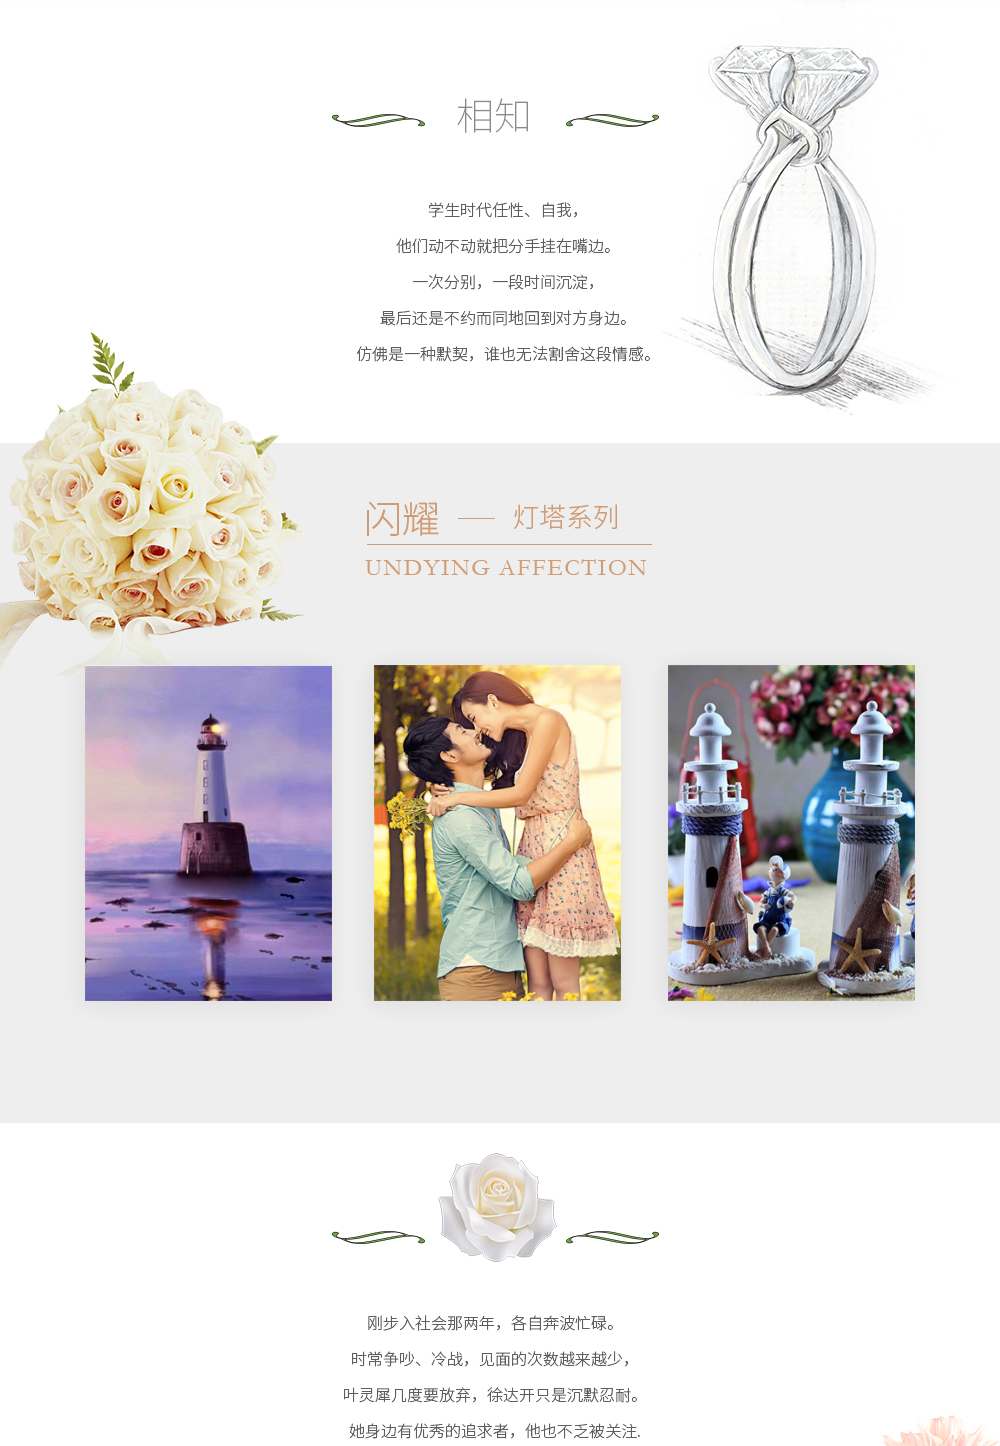 相知
学生时代任性、自我，
他们动不动就把分手挂在嘴边。
一次分别，一段时间沉淀，
最后还是不约而同地回到对方身边。
仿佛是一种默契，谁也无法割舍这段情感。
闪耀 — 灯塔系列
UNDYING AFFECTION
刚步入社会那两年，各自奔波忙碌。
时常争吵、冷战，见面的次数越来越少，
叶灵犀几度要放弃，徐达开只是沉默忍耐。
她身边有优秀的追求者，他也不乏被关注.